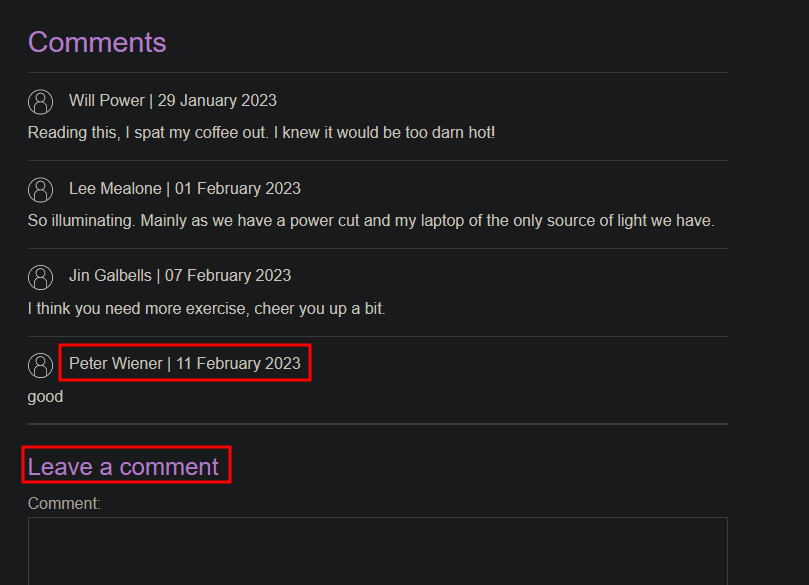 Comments
Will Power | 29 January 2023
Reading this, I spat my coffee out. I knew it would be too darn hot!
Lee Mealone | 01 February 2023
So illuminating. Mainly as we have a power cut and my laptop of the only source of light we have.
Jin Galbells | 07 February 2023
I think you need more exercise, cheer you up a bit.
Peter Wiener | 11 February 2023
good
Leave a comment
Comment: